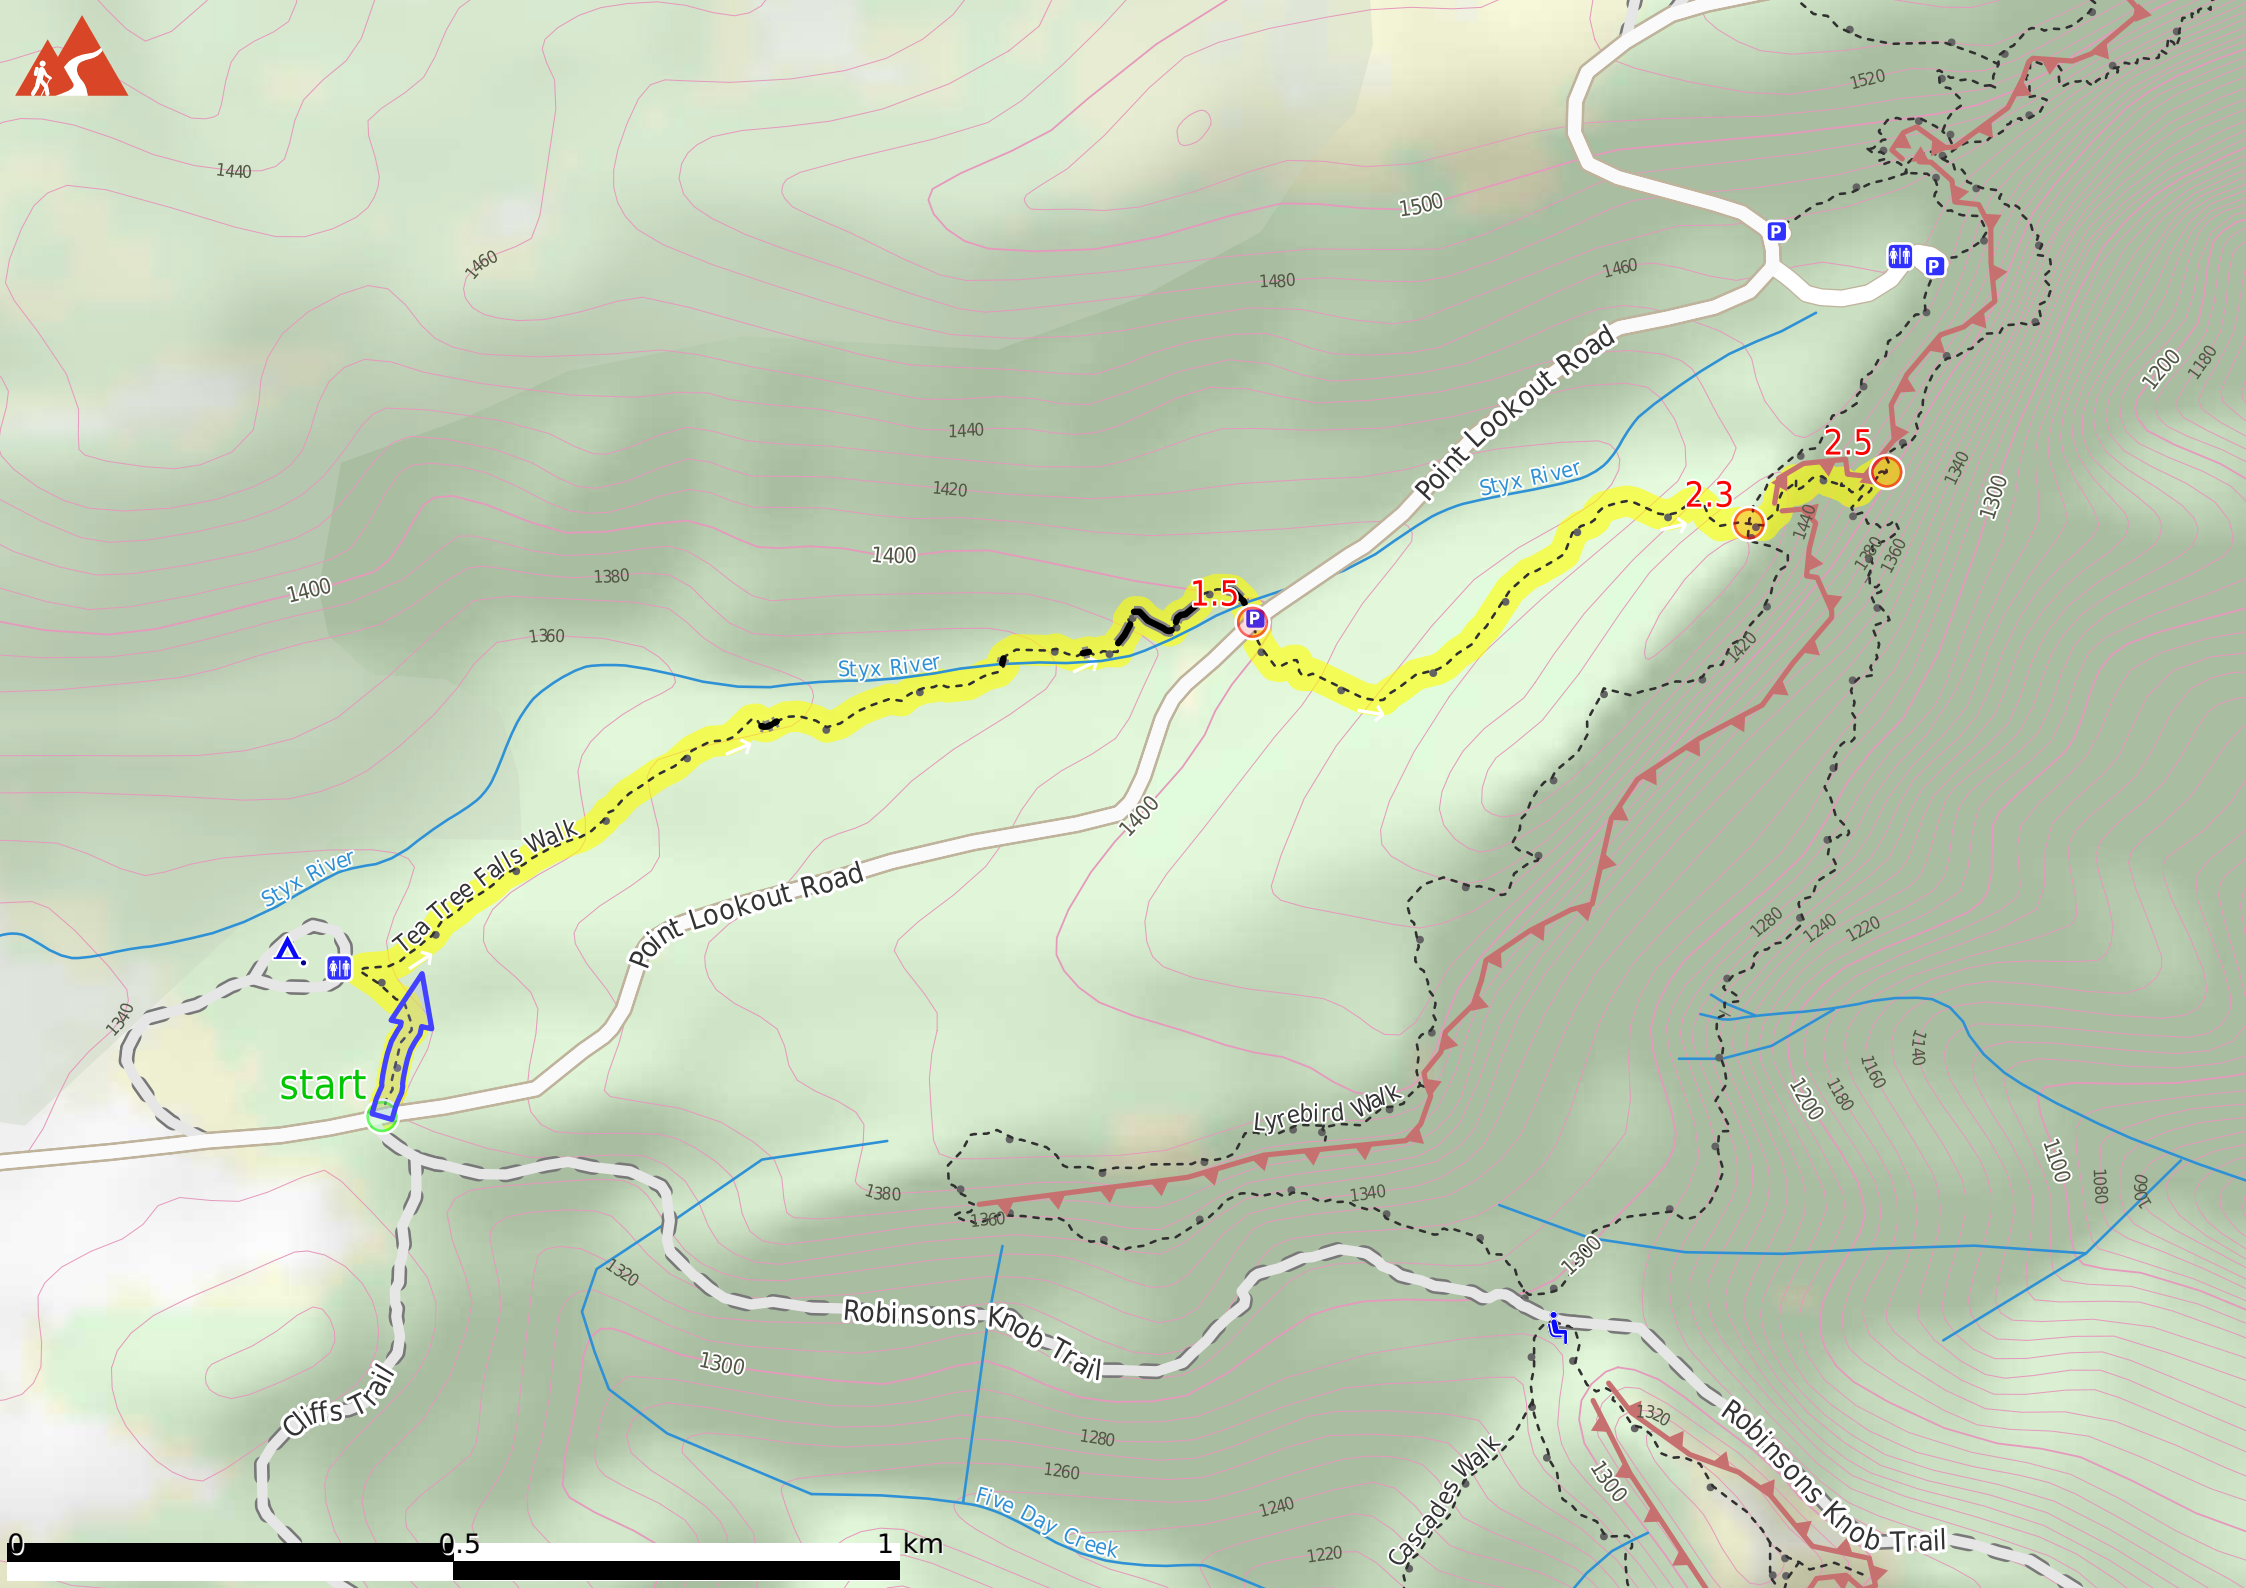 1520
1440
1500
P
1460
1460
1480
P
1200
1180
Point Lookout Road
1440
2.5
1340
1420
Styx River
2.3
1300
1440
1400
1380
1360
1400
1380
1.5
P
1360
1420
Styx River
1400
Tea Tree Falls Walk
Styx River
Point Lookout Road
1280
1240
1220
1340
1140
1160
1180
1200
start
Lyrebird Walk
1100
1080
1060
1380
1340
1360
1300
1320
Robinsons Knob Trail
1300
Cliffs Trail
1320
Robinsons Knob Trail
1280
1260
1300
Cascades Walk
1240
Five Day Creek
1220
0
0.5
1 km